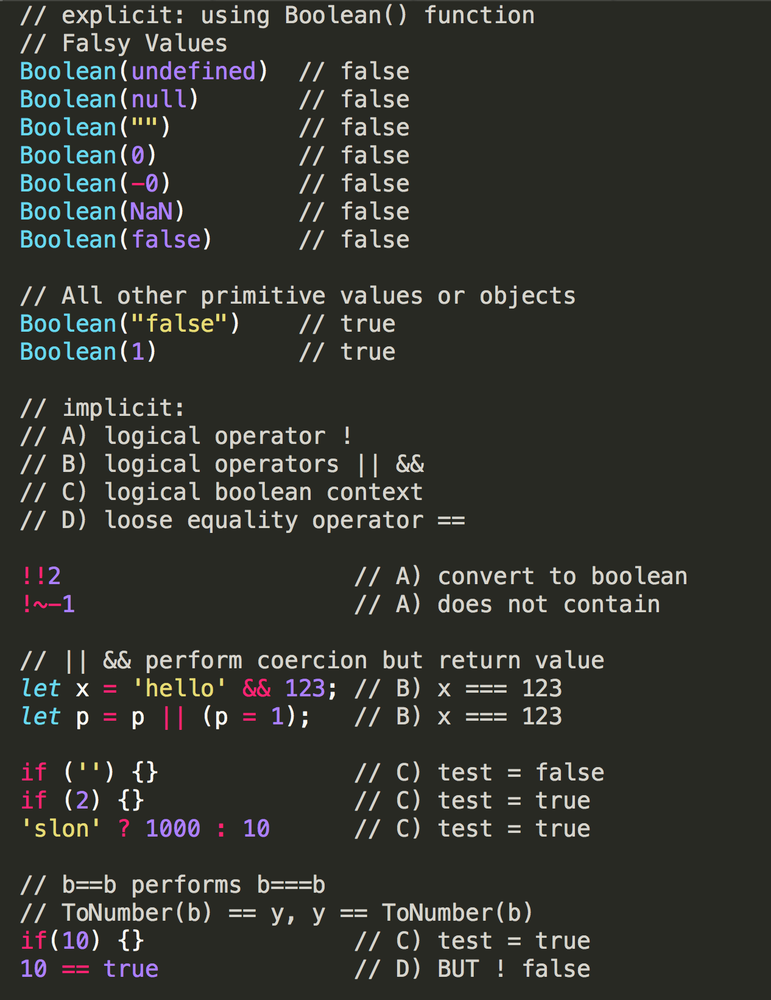 // explicit: using Boolean() function
// Falsy Values
Boolean(undefined)  // false
Boolean(null)       // false
Boolean("")         // false
Boolean(0)          // false
Boolean(-0)         // false
Boolean(NaN)        // false
Boolean(false)      // false

// All other primitive values or objects
Boolean("false")    // true
Boolean(1)          // true

// implicit:
// A) logical operator !
// B) logical operators || &&
// C) logical boolean context
// D) loose equality operator ==

!!2                     // A) convert to boolean
!~-1                    // A) does not contain

// || && perform coercion but return value
let x = 'hello' && 123; // B) x === 123
let p = p || (p = 1);   // B) x === 123

if ('') {}              // C) test = false
if (2) {}               // C) test = true
'slon' ? 1000 : 10      // C) test = true

// b==b performs b===b
// ToNumber(b) == y, y == ToNumber(b)
if(10) {}               // C) test = true
10 == true              // D) BUT ! false